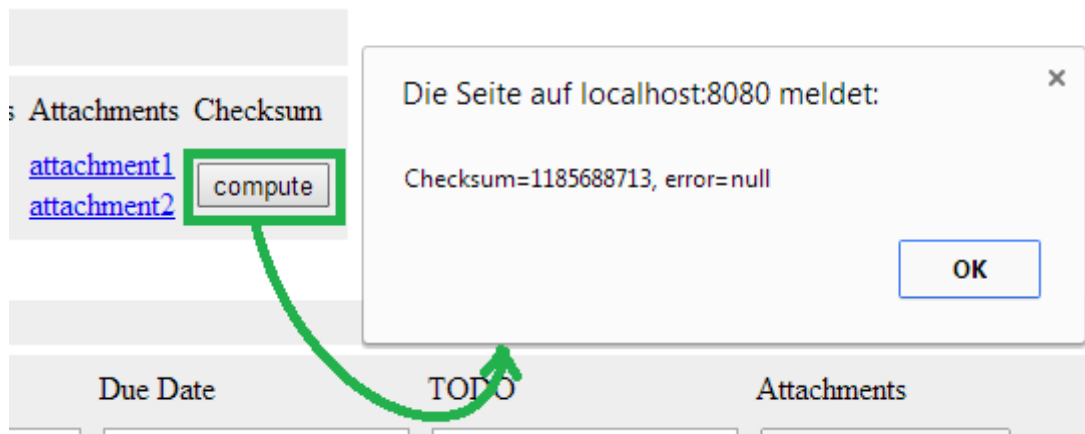 Attachments Checksum
attachment1
attachment2
compute
Die Seite auf localhost:8080 meldet:
Checksum=1185688713, error=null
OK
Due Date TODO Attachments